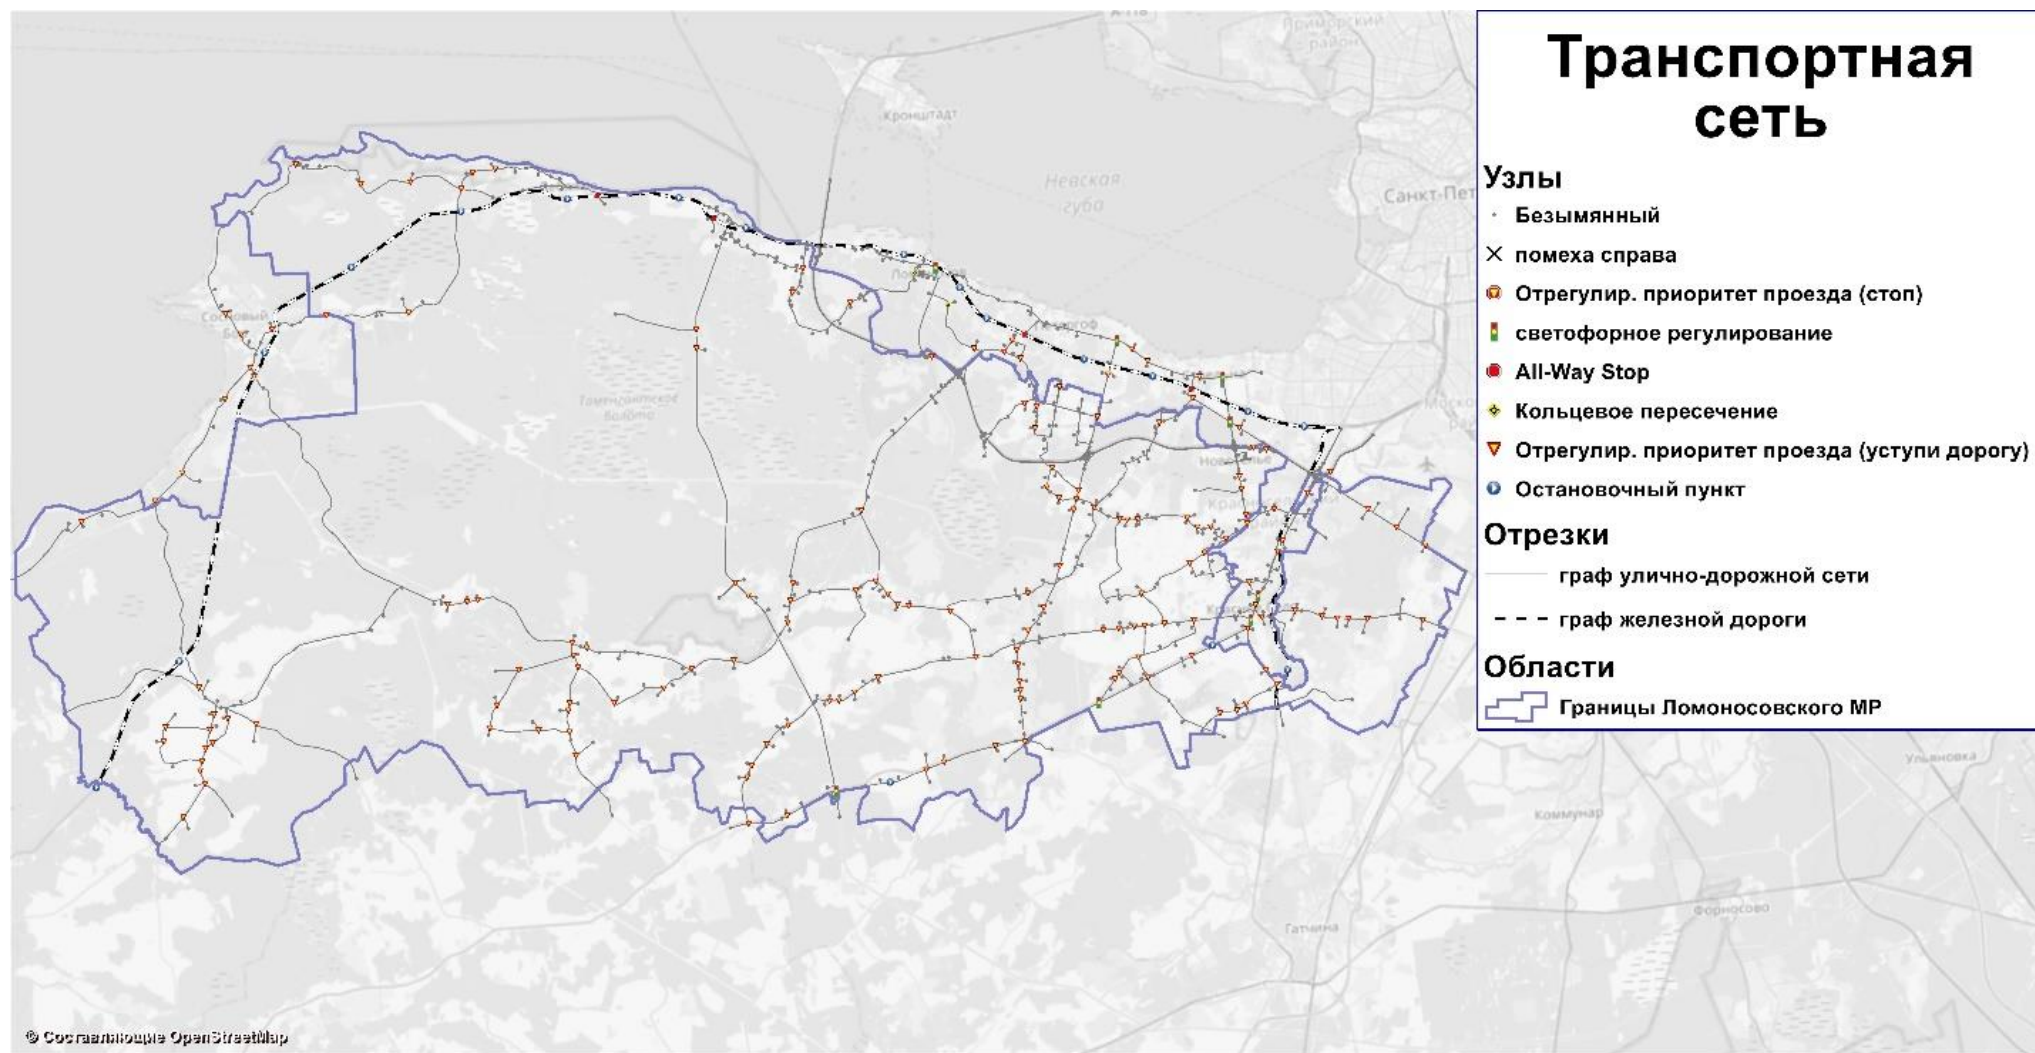 Транспортная
сеть
Узлы
Безымянный
помеха справа
Отрегулир. приоритет проезда (стоп)
светофорное регулирование
All-Way Stop
Кольцевое пересечение
Отрегулир. приоритет проезда (уступи дорогу)
Остановочный пункт
Отрезки
граф улично-дорожной сети
граф железной дороги
Области
Границы Ломоносовского МР
Приморский
район
Кронштадт
Невская
губа
Санкт-Пет
Сосновый
Ульяновка
Коммунар
Форносово
Гатчина
© Составляющие OpenStreetMap